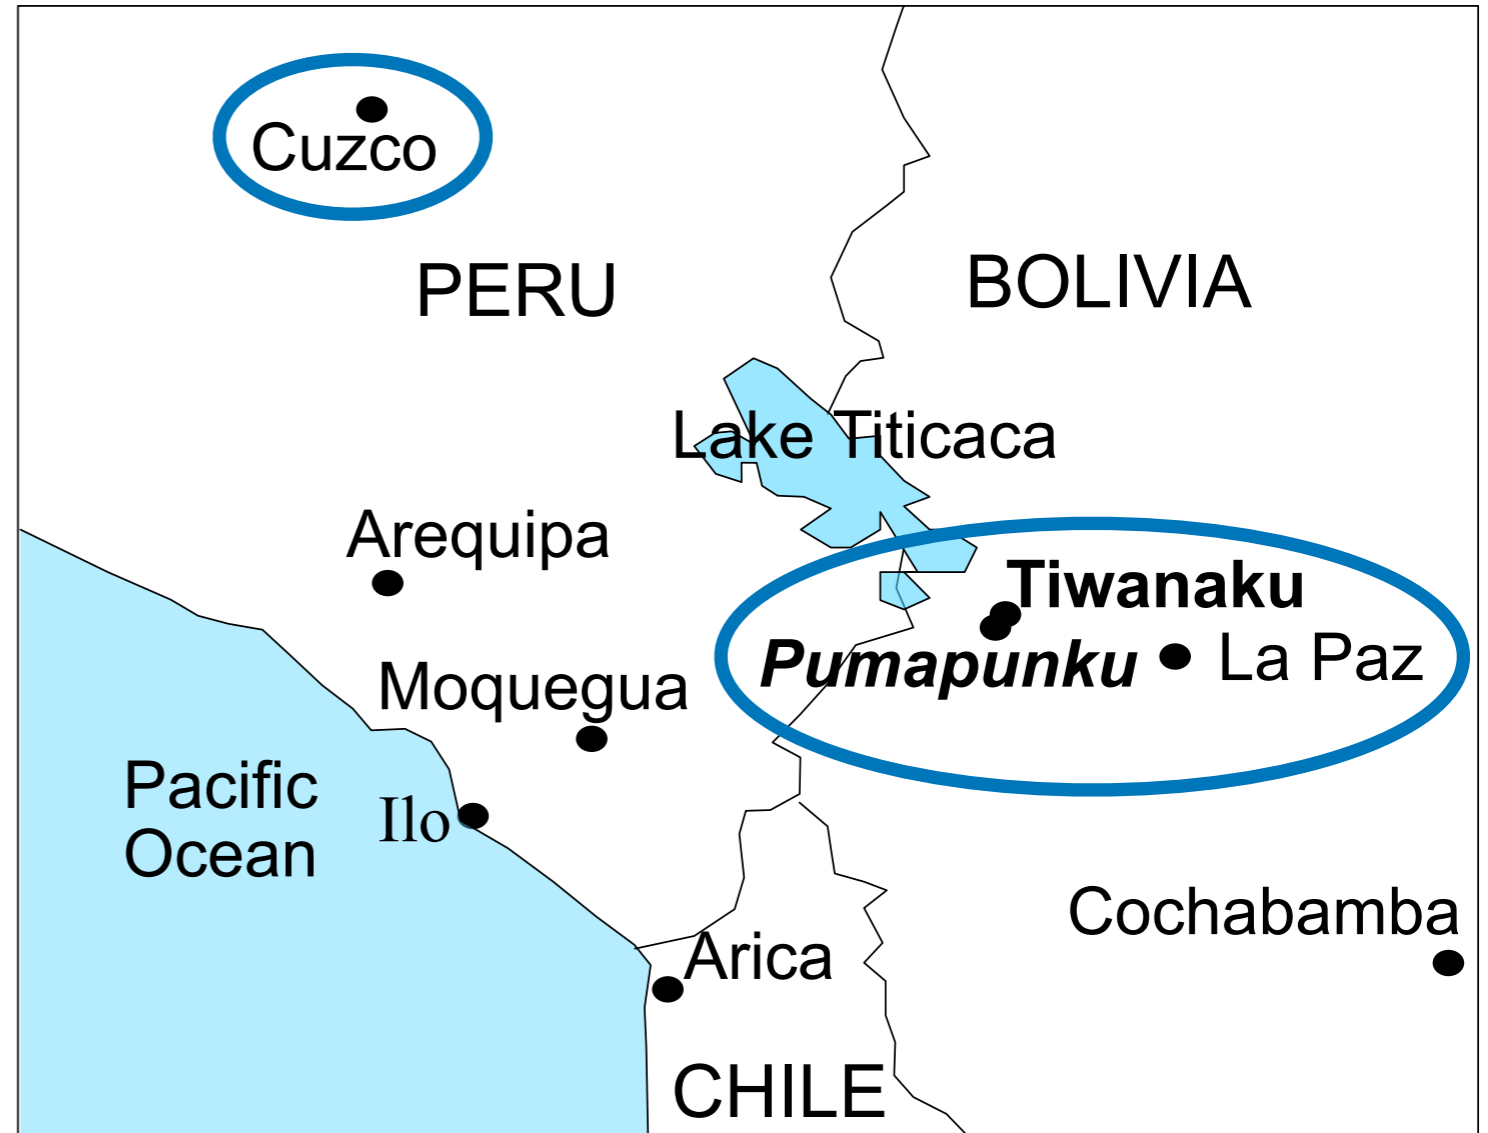 Cuzco
PERU
BOLIVIA
Lake Titicaca
Arequipa
Tiwanaku
Pumapunku
La Paz
Moquegua
Pacific
Ocean
Ilo
Cochabamba
Arica
CHILE